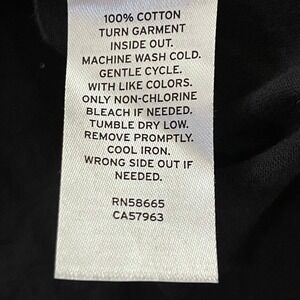 100% COTTON
TURN GARMENT
INSIDE OUT.
MACHINE WASH COLD.
GENTLE CYCLE.
WITH LIKE COLORS.
ONLY NON-CHLORINE
BLEACH IF NEEDED.
TUMBLE DRY LOW.
REMOVE PROMPTLY.
COOL IRON.
WRONG SIDE OUT IF
NEEDED.
RN58665
CA57963